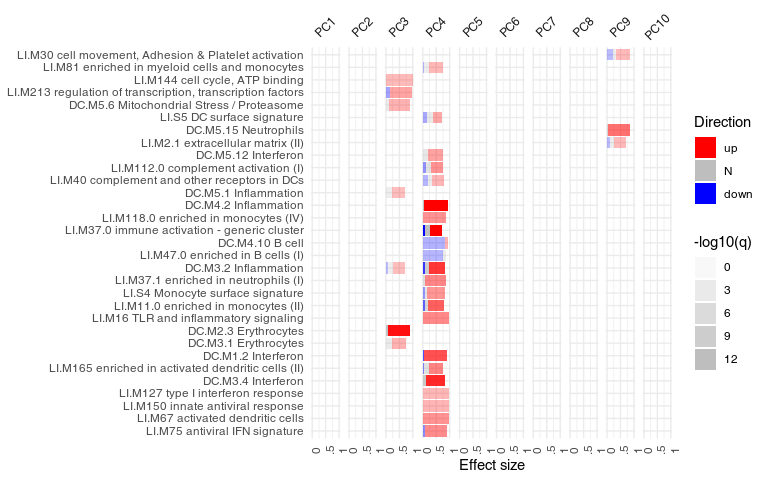 PC1 PC2 PC3 PC4 PC5 PC6 PC7 PC8 PC9 PC10
LI.M30 cell movement, Adhesion & Platelet activation
LI.M81 enriched in myeloid cells and monocytes
LI.M144 cell cycle, ATP binding
LI.M213 regulation of transcription, transcription factors
DC.M5.6 Mitochondrial Stress / Proteasome
LI.S5 DC surface signature
DC.M5.15 Neutrophils
LI.M2.1 extracellular matrix (II)
DC.M5.12 Interferon
LI.M112.0 complement activation (I)
LI.M40 complement and other receptors in DCs
DC.M5.1 Inflammation
DC.M4.2 Inflammation
LI.M118.0 enriched in monocytes (IV)
LI.M37.0 immune activation - generic cluster
DC.M4.10 B cell
LI.M47.0 enriched in B cells (I)
DC.M3.2 Inflammation
LI.M37.1 enriched in neutrophils (I)
LI.S4 Monocyte surface signature
LI.M11.0 enriched in monocytes (II)
LI.M16 TLR and inflammatory signaling
DC.M2.3 Erythrocytes
DC.M3.1 Erythrocytes
DC.M1.2 Interferon
LI.M165 enriched in activated dendritic cells (II)
DC.M3.4 Interferon
LI.M127 type I interferon response
LI.M150 innate antiviral response
LI.M67 activated dendritic cells
LI.M75 antiviral IFN signature
0 .5 1 0 .5 1 0 .5 1 0 .5 1 0 .5 1 0 .5 1 0 .5 1 0 .5 1 0 .5 1 0 .5 1
Effect size
Direction
up
N
down
-log10(q)
0
3
6
9
12